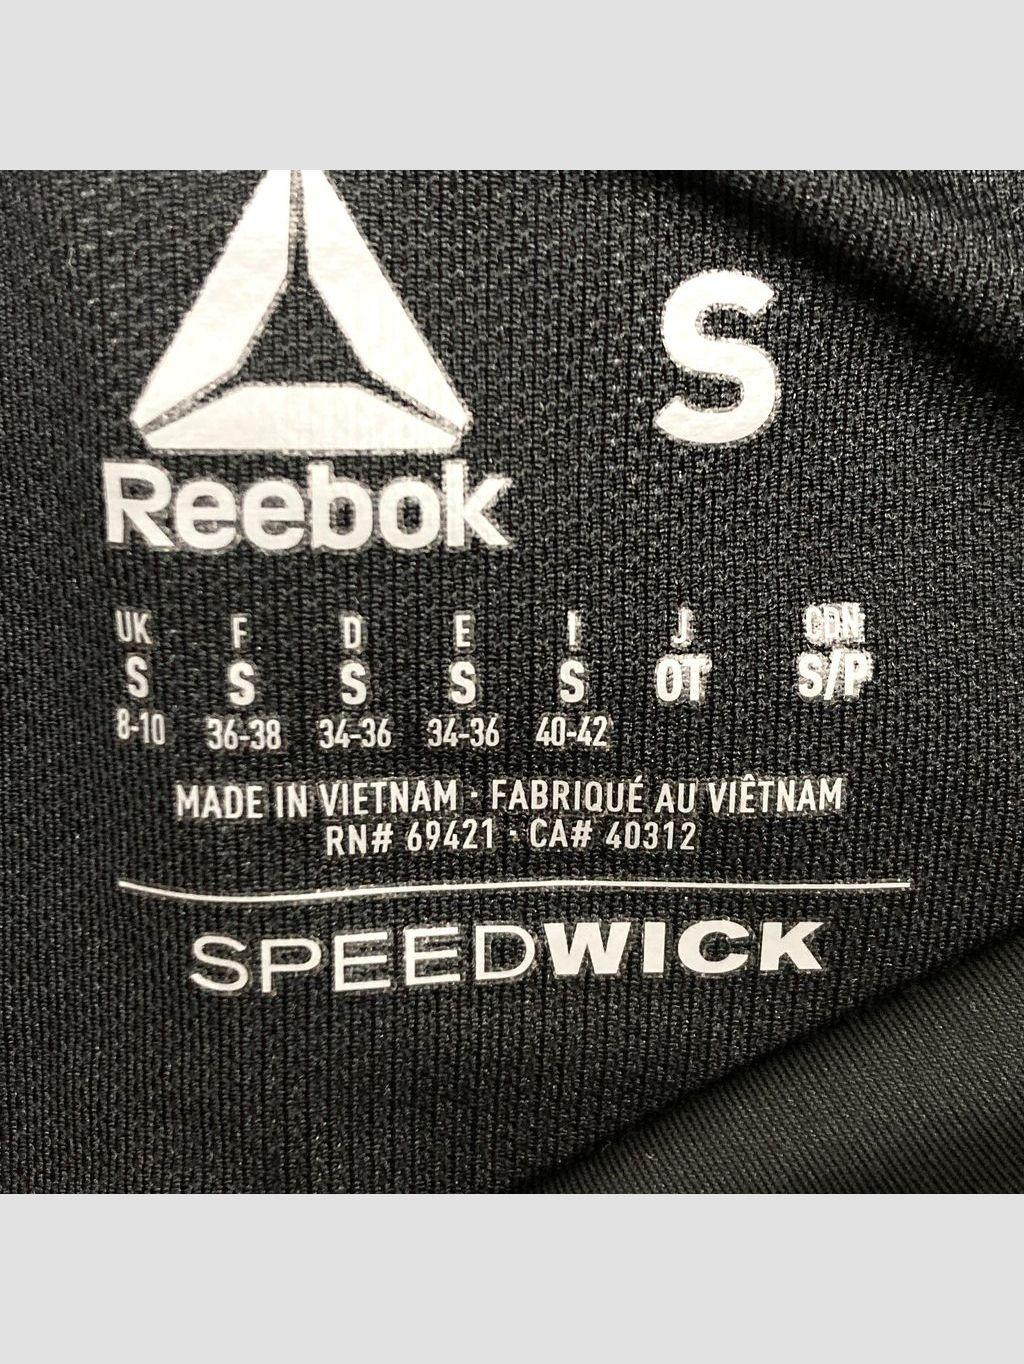 S
Reebok
UK F D E I J CDN
S S S S S OT S/P
8-10 36-38 34-36 34-36 40-42
MADE IN VIETNAM · FABRIQUÉ AU VIÊTNAM
RN# 69421 · CA# 40312
SPEEDWICK